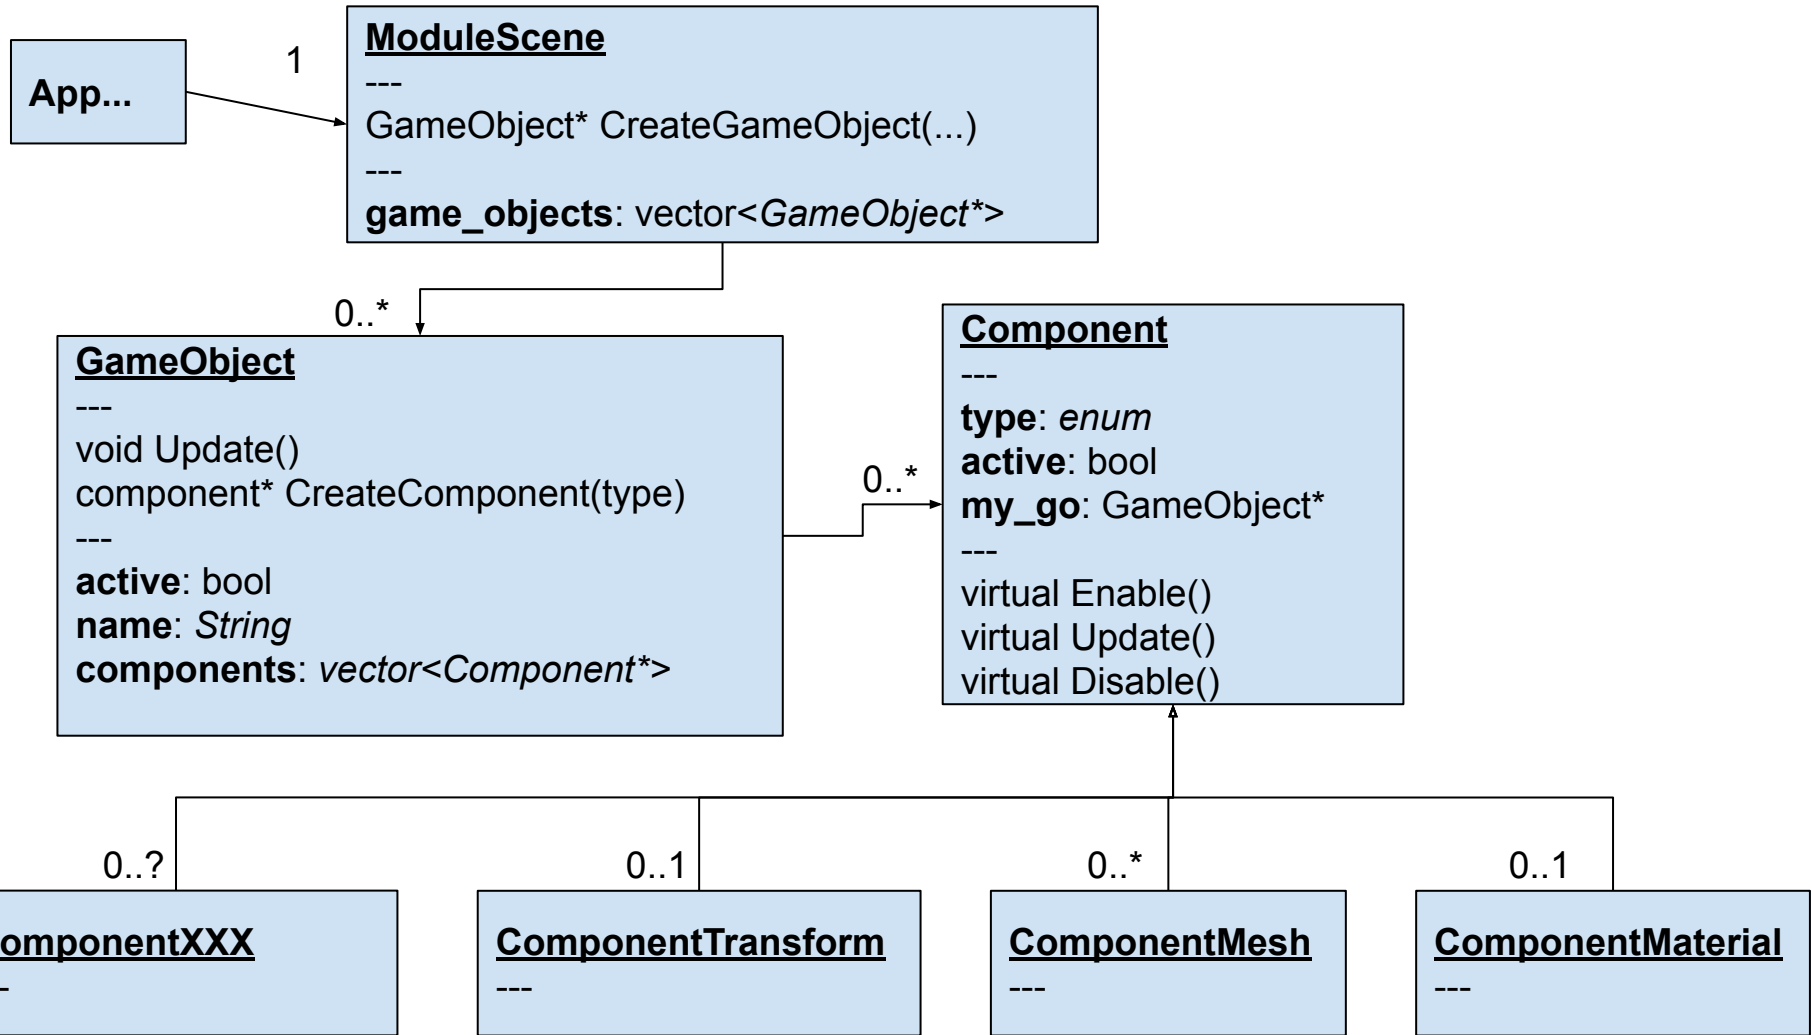 App...
1
ModuleScene
---
GameObject* CreateGameObject(...)
---
game_objects: vector<GameObject*>
0..*
GameObject
---
void Update()
component* CreateComponent(type)
---
active: bool
name: String
components: vector<Component*>
0..*
Component
---
type: enum
active: bool
my_go: GameObject*
---
virtual Enable()
virtual Update()
virtual Disable()
0..?
0..1
0..*
0..1
omponentXXX
--
ComponentTransform
---
ComponentMesh
---
ComponentMaterial
---